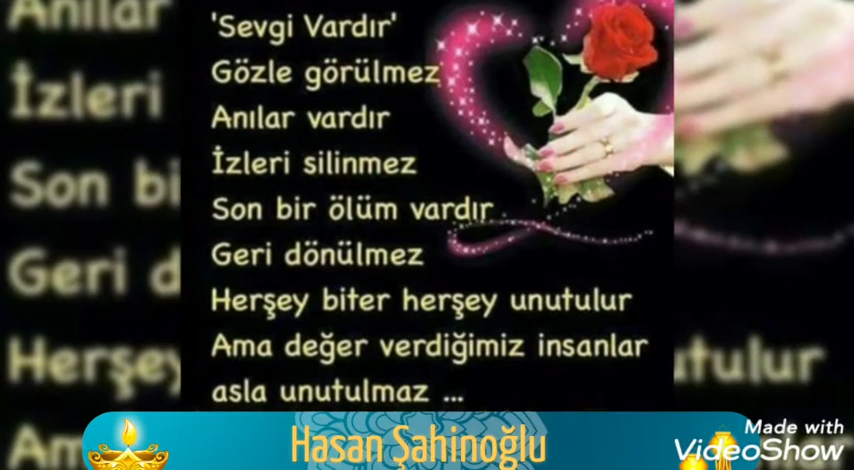 'Sevgi Vardır'
Gözle görülmez
Anılar vardır
İzleri silinmez
Son bir ölüm vardır
Geri dönülmez
Herşey biter herşey unutulur
Ama değer verdiğimiz insanlar
asla unutulmaz ...
Hasan Şahinoğlu
Made with
VideoShow